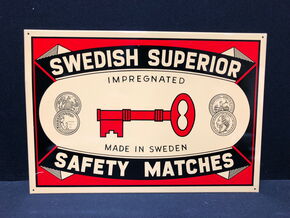 SWEDISH SUPERIOR
IMPREGNATED
MADE IN SWEDEN
SAFETY MATCHES